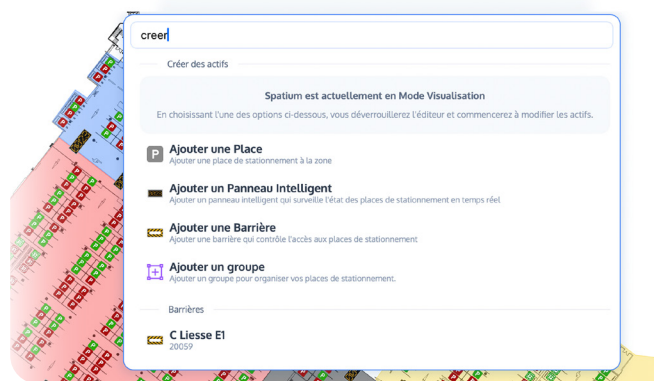 creer
Créer des actifs
Spatium est actuellement en Mode Visualisation
En choisissant l'une des options ci-dessous, vous déverrouillerez l'éditeur et commencerez à modifier les actifs.
P Ajouter une Place
Ajouter une place de stationnement à la zone
Ajouter un Panneau Intelligent
Ajouter un panneau intelligent qui surveille l'état des places de stationnement en temps réel
Ajouter une Barrière
Ajouter une barrière qui contrôle l'accès aux places de stationnement
Ajouter un groupe
Ajouter un groupe pour organiser vos places de stationnement.
Barrières
C Liesse E1
20059